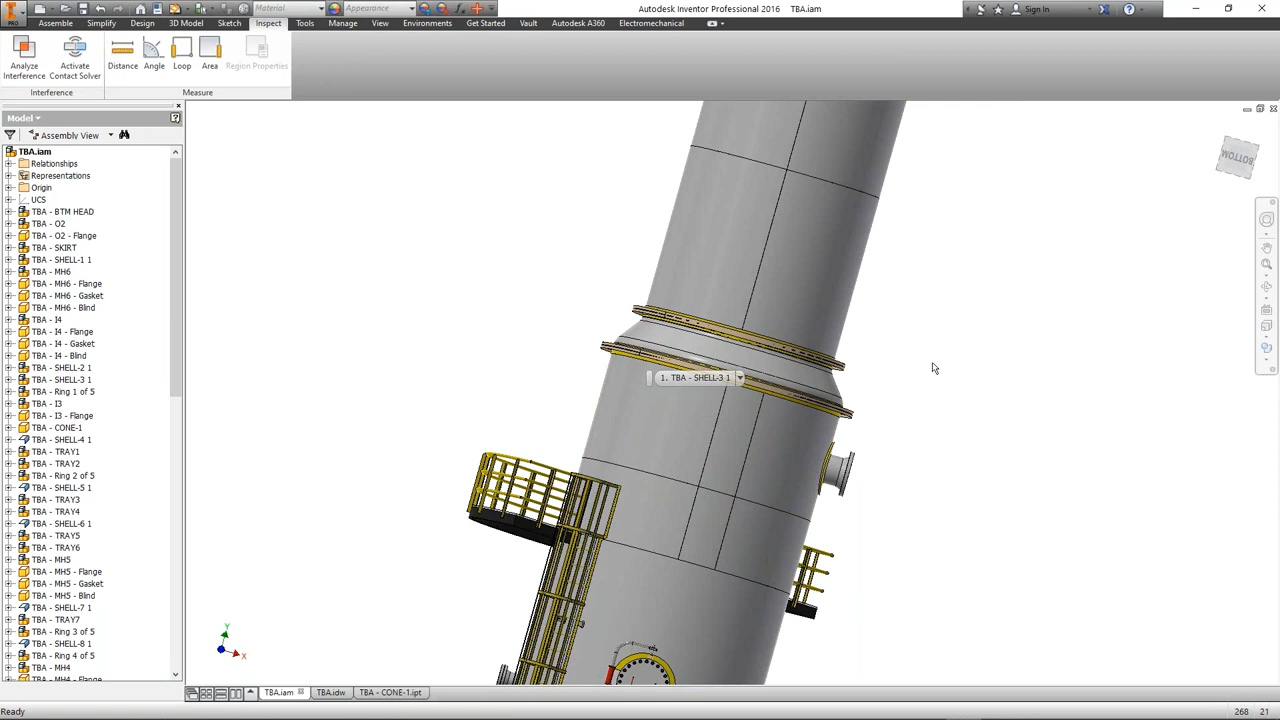 PRO
Material
Appearance
Autodesk Inventor Professional 2016   TBA.iam
Sign In
Assemble Simplify Design 3D Model Sketch Inspect Tools Manage View Environments Get Started Vault Autodesk A360 Electromechanical
Analyze Interference
Activate Contact Solver
Distance
Angle
Loop
Area
Region Properties
Interference
Measure
Model
Assembly View
TBA.iam
Relationships
Representations
Origin
UCS
TBA - BTM HEAD
TBA - O2
TBA - O2 - Flange
TBA - SKIRT
TBA - SHELL-1 1
TBA - MH6
TBA - MH6 - Flange
TBA - MH6 - Gasket
TBA - MH6 - Blind
TBA - I4
TBA - I4 - Flange
TBA - I4 - Gasket
TBA - I4 - Blind
TBA - SHELL-2 1
TBA - SHELL-3 1
TBA - Ring 1 of 5
TBA - I3
TBA - I3 - Flange
TBA - CONE-1
TBA - SHELL-4 1
TBA - TRAY1
TBA - TRAY2
TBA - Ring 2 of 5
TBA - SHELL-5 1
TBA - TRAY3
TBA - TRAY4
TBA - SHELL-6 1
TBA - TRAY5
TBA - TRAY6
TBA - MH5
TBA - MH5 - Flange
TBA - MH5 - Gasket
TBA - MH5 - Blind
TBA - SHELL-7 1
TBA - TRAY7
TBA - Ring 3 of 5
TBA - SHELL-8 1
TBA - Ring 4 of 5
TBA - MH4
TBA - MH4 - Flange
BOTTOM
1. TBA - SHELL-3 1
Y
X
TBA.iam
TBA.idw
TBA - CONE-1.ipt
Ready
268 21